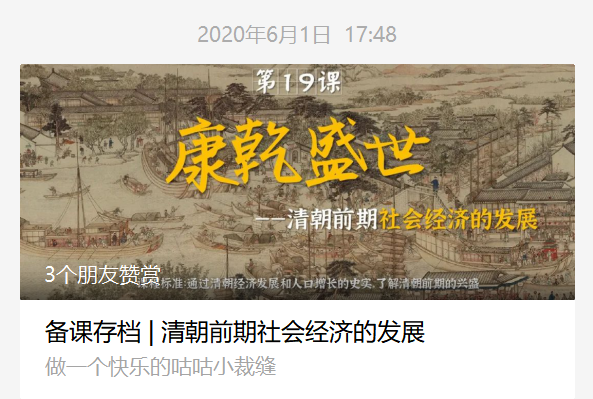 2020年6月1日 17:48
第19课
康乾盛世
——清朝前期社会经济的发展
3个朋友赞赏
课程标准:通过清朝经济发展和人口增长的史实,了解清朝前期的兴盛
备课存档 | 清朝前期社会经济的发展
做一个快乐的咕咕小裁缝